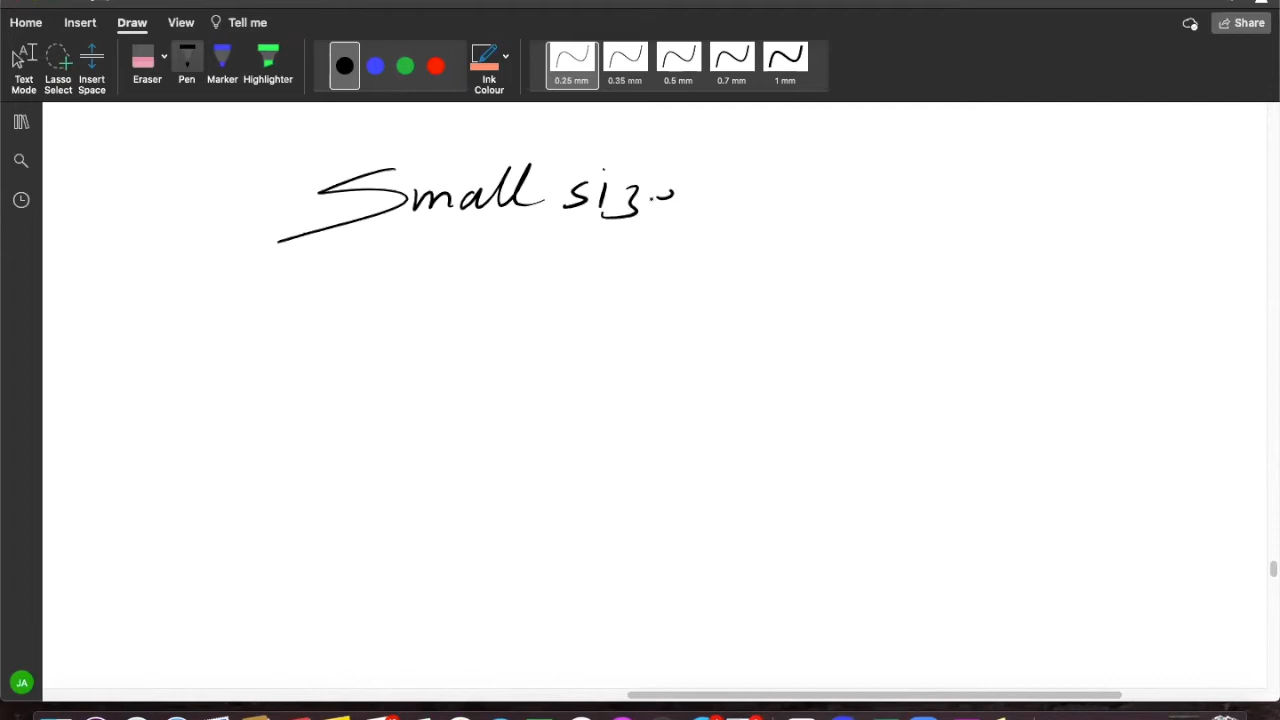 Home Insert Draw View Tell me Share
Text Mode Lasso Select Insert Space Eraser Pen Marker Highlighter Ink Colour 0.25 mm 0.35 mm 0.5 mm 0.7 mm 1 mm
Small siz
JA